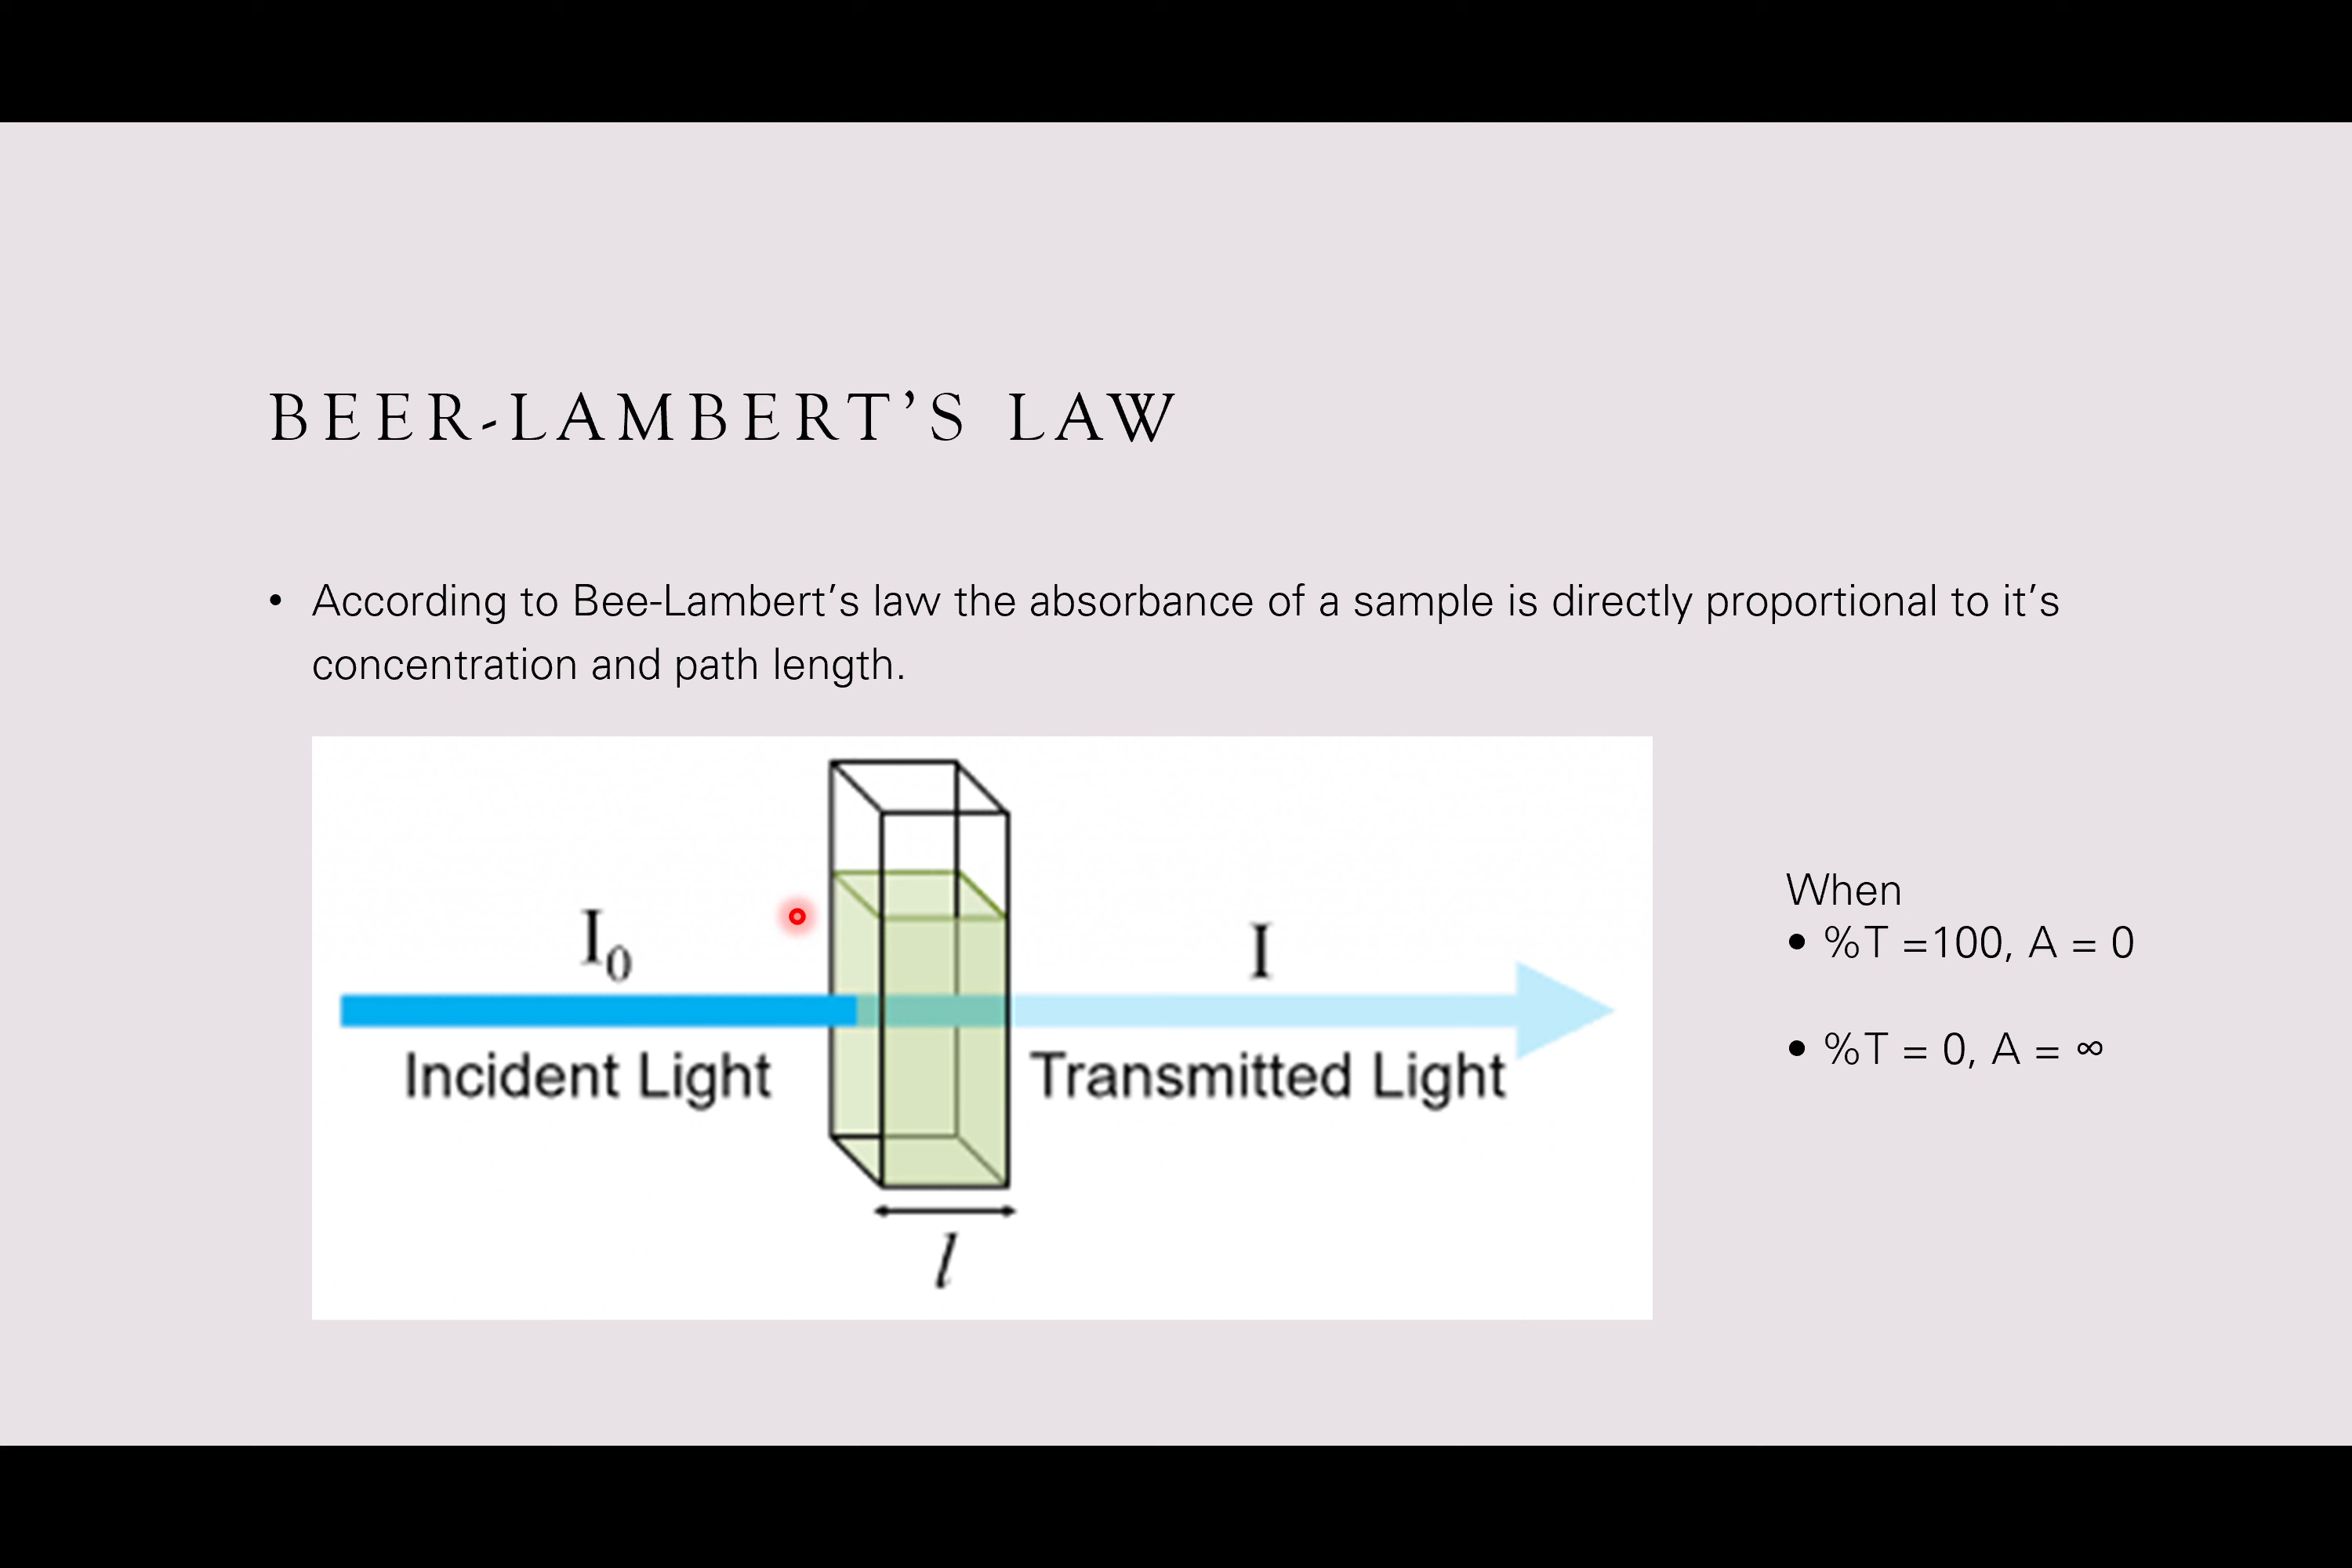 BEER-LAMBERT’S LAW
• According to Bee-Lambert’s law the absorbance of a sample is directly proportional to it’s
concentration and path length.
I₀
Incident Light
I
Transmitted Light
l
When
• %T =100, A = 0
• %T = 0, A = ∞